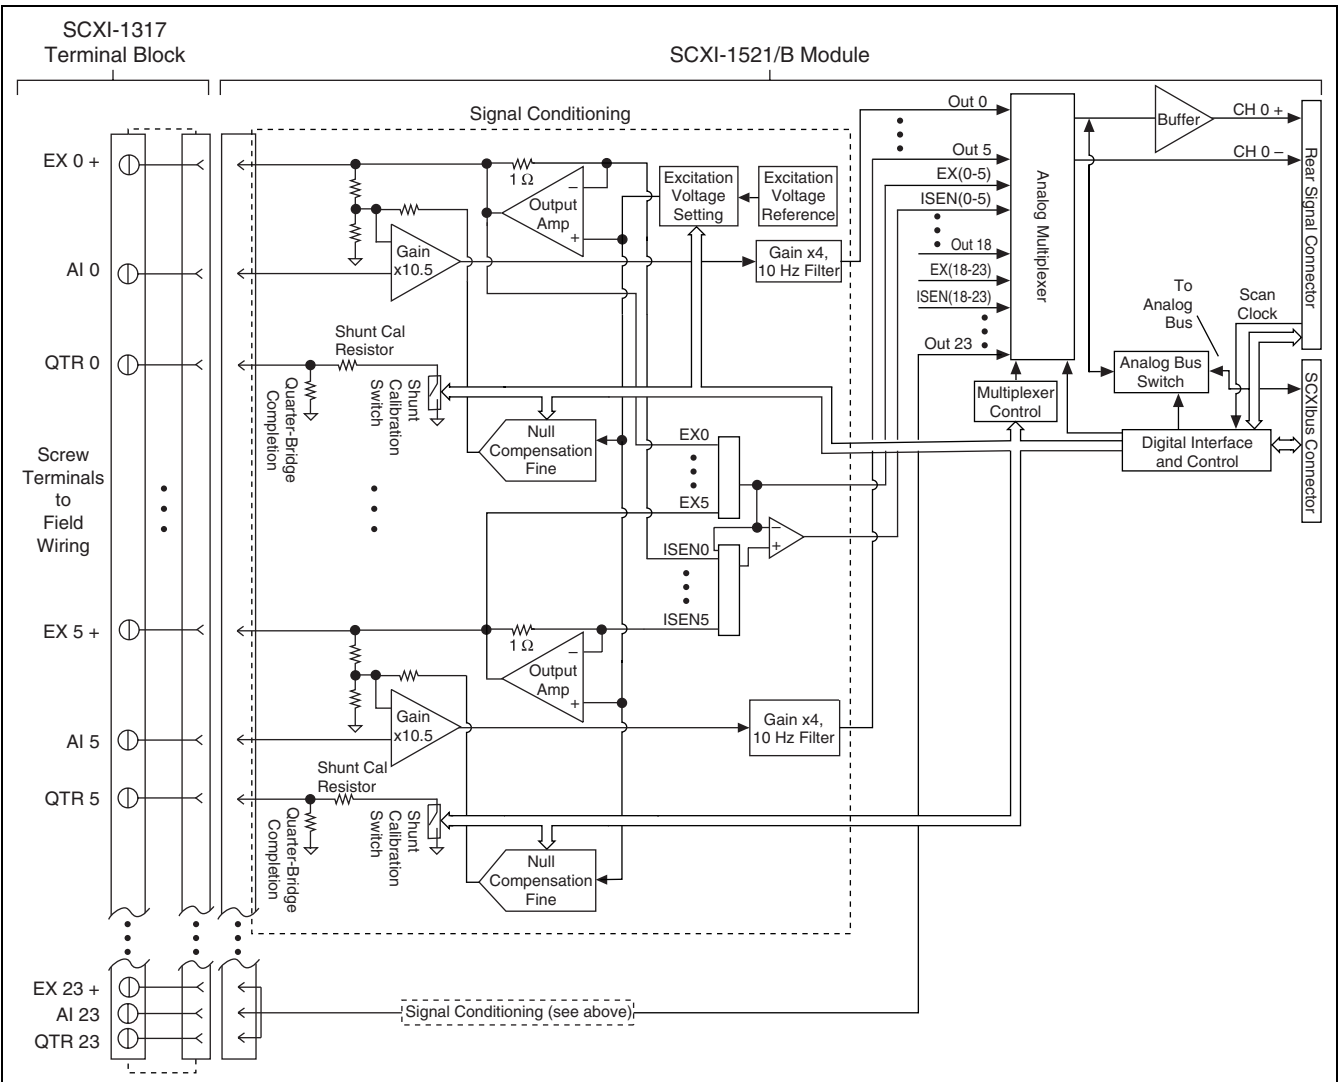 SCXI-1317
Terminal Block
SCXI-1521/B Module
Signal Conditioning
EX 0 +
AI 0
QTR 0
Screw
Terminals
to
Field
Wiring
EX 5 +
AI 5
QTR 5
EX 23 +
AI 23
QTR 23
1 Ω
Output
Amp
−
+
Gain
x10.5
Excitation
Voltage
Setting
Excitation
Voltage
Reference
Gain x4,
10 Hz Filter
Shunt Cal
Resistor
Quarter-Bridge
Completion
Shunt
Calibration
Switch
Null
Compensation
Fine
EX0
EX5
ISEN0
ISEN5
−
+
1 Ω
Output
Amp
−
+
Gain
x10.5
Gain x4,
10 Hz Filter
Shunt Cal
Resistor
Quarter-Bridge
Completion
Shunt
Calibration
Switch
Null
Compensation
Fine
Signal Conditioning (see above)
Out 0
Out 5
EX(0-5)
ISEN(0-5)
Out 18
EX(18-23)
ISEN(18-23)
Out 23
Analog Multiplexer
Buffer
CH 0 +
CH 0 −
Rear Signal Connector
To
Analog
Bus
Scan
Clock
Analog Bus
Switch
Multiplexer
Control
Digital Interface
and Control
SCXIbus Connector